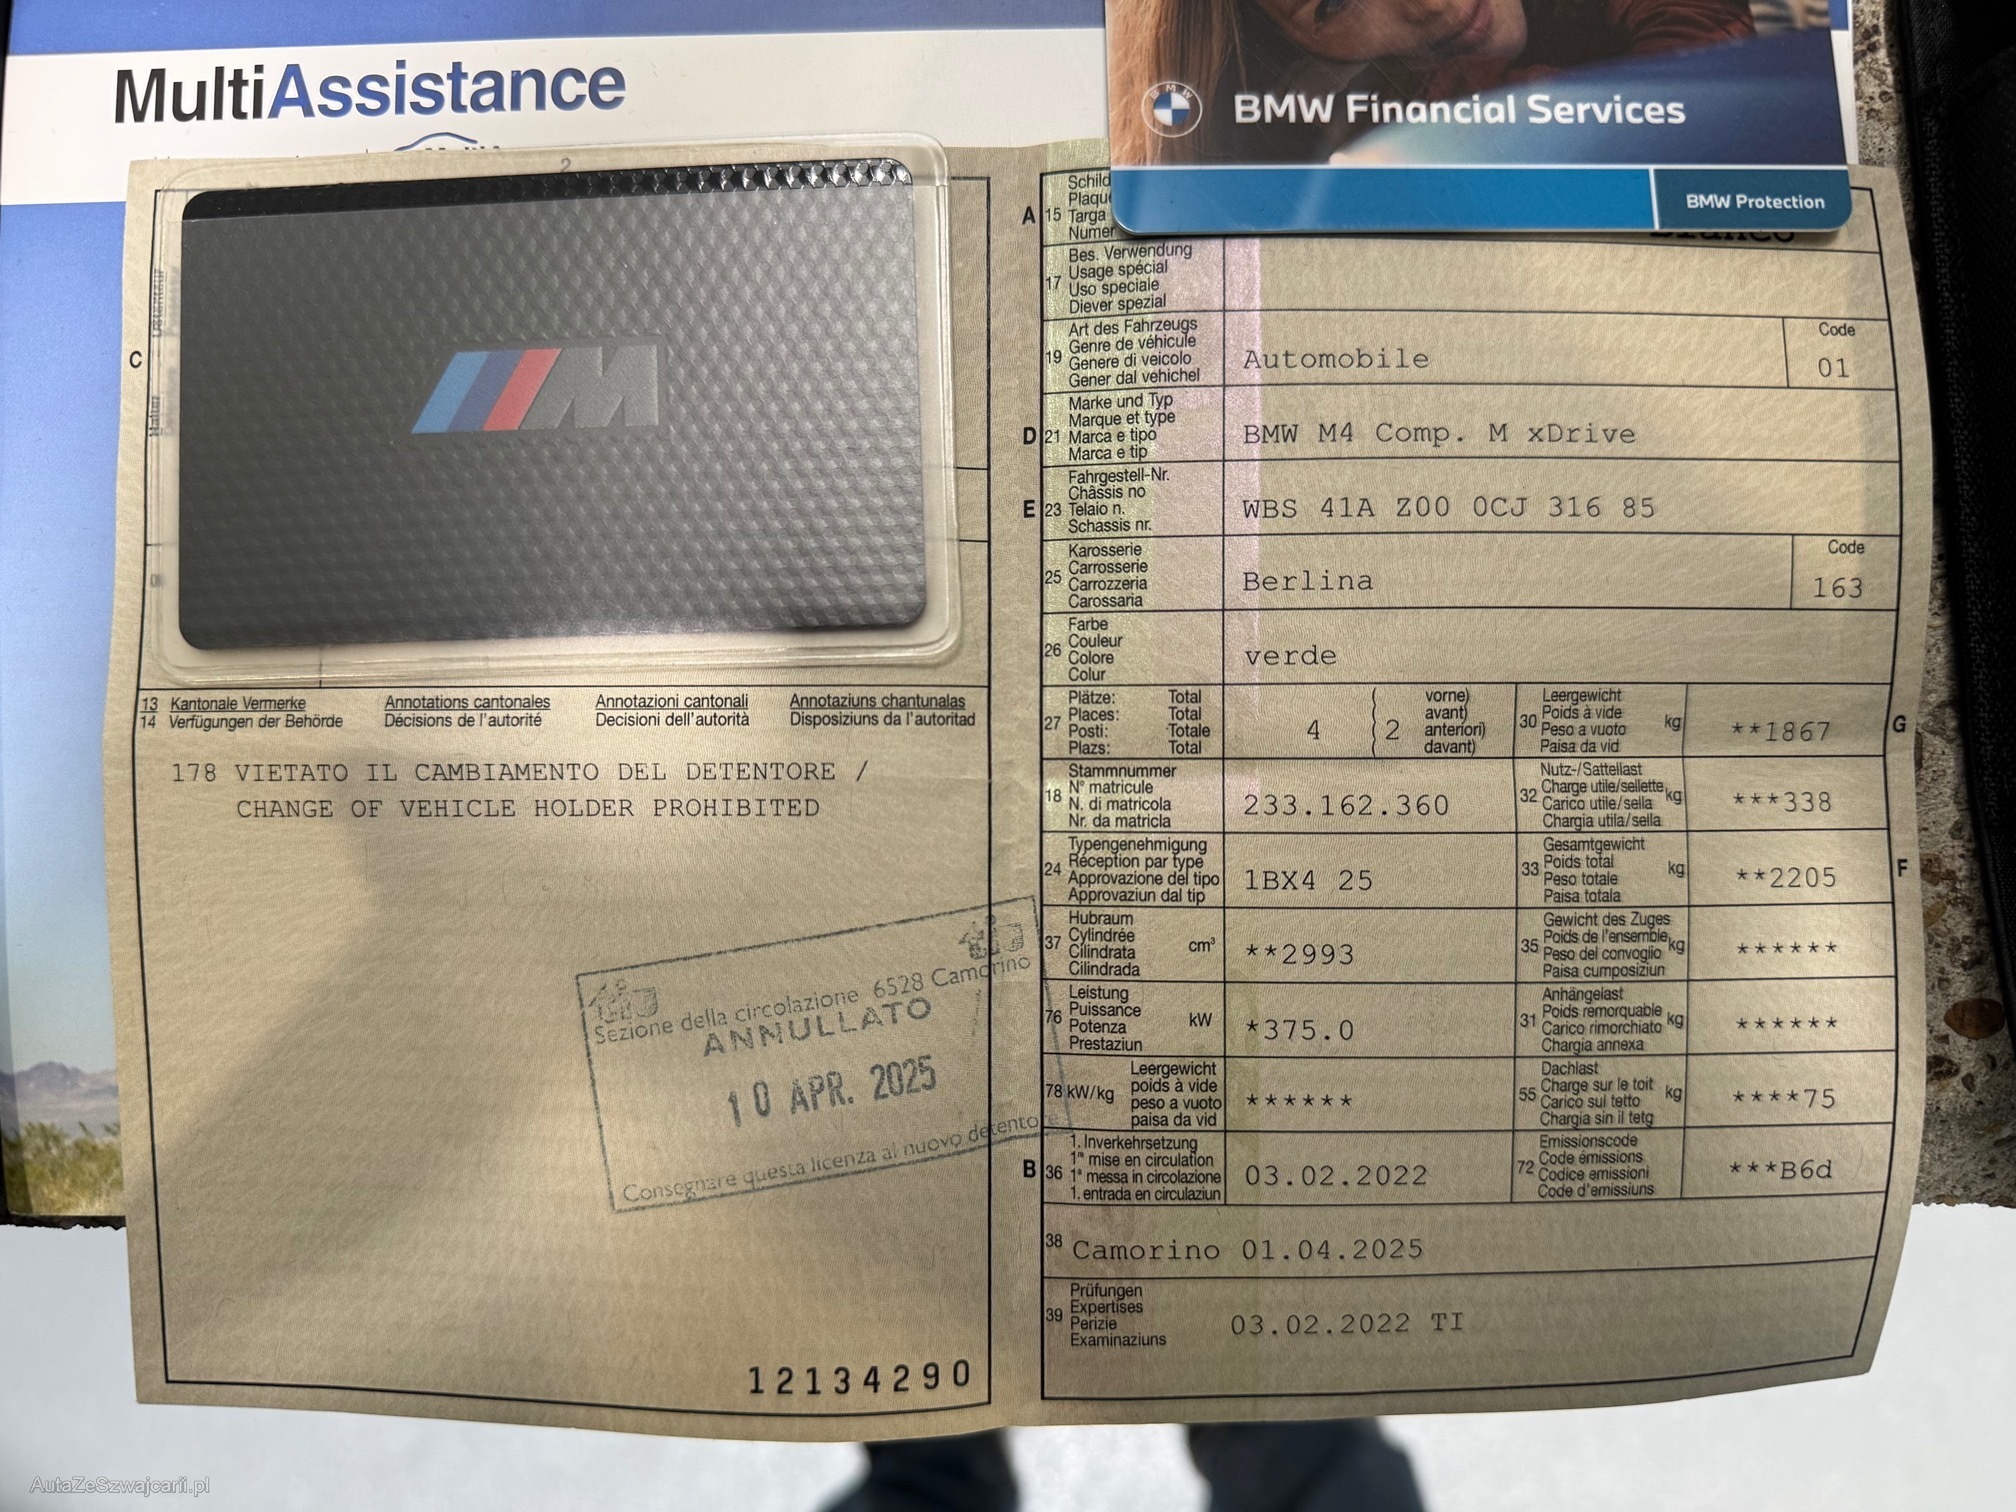 MultiAssistance
BMW Financial Services
BMW Protection
2
C
13 Kantonale Vermerke Annotations cantonales Annotazioni cantonali Annotaziuns chantunalas
14 Verfügungen der Behörde Décisions de l'autorité Decisioni dell'autorità Disposiziuns da l'autoritad
178 VIETATO IL CAMBIAMENTO DEL DETENTORE /
CHANGE OF VEHICLE HOLDER PROHIBITED
Sezione della circolazione 6528 Camorino
ANNULLATO
10 APR. 2025
Consegnare questa licenza al nuovo detentore
12134290
A 15
Schild
Plaqu
Targa
Numer
17
Bes. Verwendung
Usage spécial
Uso speciale
Diever spezial
19
Art des Fahrzeugs
Genre de véhicule
Genere di veicolo
Gener dal vehichel
Automobile
Code
01
D 21
Marke und Typ
Marque et type
Marca e tipo
Marca e tip
BMW M4 Comp. M xDrive
E 23
Fahrgestell-Nr.
Châssis no
Telaio n.
Schassis nr.
WBS 41A Z00 0CJ 316 85
25
Karosserie
Carrosserie
Carrozzeria
Carossaria
Berlina
Code
163
26
Farbe
Couleur
Colore
Colur
verde
27
Plätze: Total
Places: Total
Posti: Totale
Plazs: Total
4 2
vorne)
avant)
anteriori)
davant)
30
Leergewicht
Poids à vide
Peso a vuoto
Paisa da vid
kg
**1867
G
18
Stammnummer
N° matricule
N. di matricola
Nr. da matricla
233.162.360
32
Nutz-/Sattellast
Charge utile/sellette
Carico utile/sella
Chargia utila/sella
kg
***338
24
Typengenehmigung
Réception par type
Approvazione del tipo
Approvaziun dal tip
1BX4 25
33
Gesamtgewicht
Poids total
Peso totale
Paisa totala
kg
**2205
F
37
Hubraum
Cylindrée
Cilindrata
Cilindrada
cm³
**2993
35
Gewicht des Zuges
Poids de l'ensemble
Peso del convoglio
Paisa cumposiziun
kg
******
76
Leistung
Puissance
Potenza
Prestaziun
kW
*375.0
31
Anhängelast
Poids remorquable
Carico rimorchiato
Chargia annexa
kg
******
78 kW/kg
Leergewicht
poids à vide
peso a vuoto
paisa da vid
******
55
Dachlast
Charge sur le toit
Carico sul tetto
Chargia sin il tetg
kg
****75
B 36
1. Inverkehrsetzung
1re mise en circulation
1a messa in circolazione
1. entrada en circulaziun
03.02.2022
72
Emissionscode
Code émissions
Codice emissioni
Code d'emissiuns
***B6d
38 Camorino 01.04.2025
39
Prüfungen
Expertises
Perizie
Examinaziuns
03.02.2022 TI
AutaZeSzwajcarii.pl